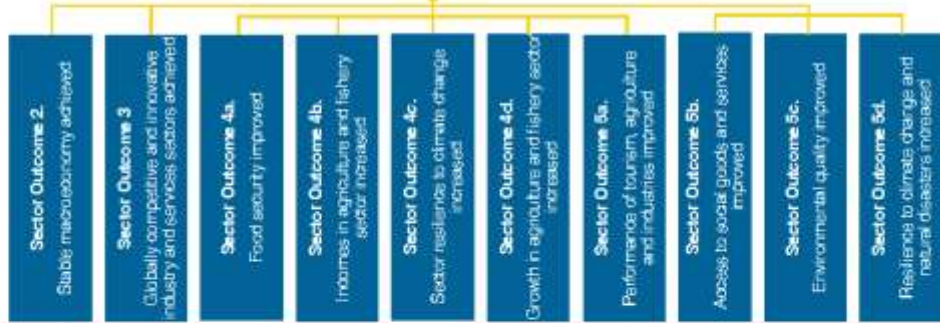 Sector Outcome 2.
Stable macroeconomy achieved
Sector Outcome 3
Globally competitive and innovative
industry and services sectors achieved
Sector Outcome 4a.
Food security improved
Sector Outcome 4b.
Incomes in agriculture and fishery
sector increased
Sector Outcome 4c.
Sector resilience to climate change
increased
Sector Outcome 4d.
Growth in agriculture and fishery sector
increased
Sector Outcome 5a.
Performance of tourism, agriculture
and industries improved
Sector Outcome 5b.
Access to social goods and services
improved
Sector Outcome 5c.
Environmental quality improved
Sector Outcome 5d.
Resilience to climate change and
natural disasters increased